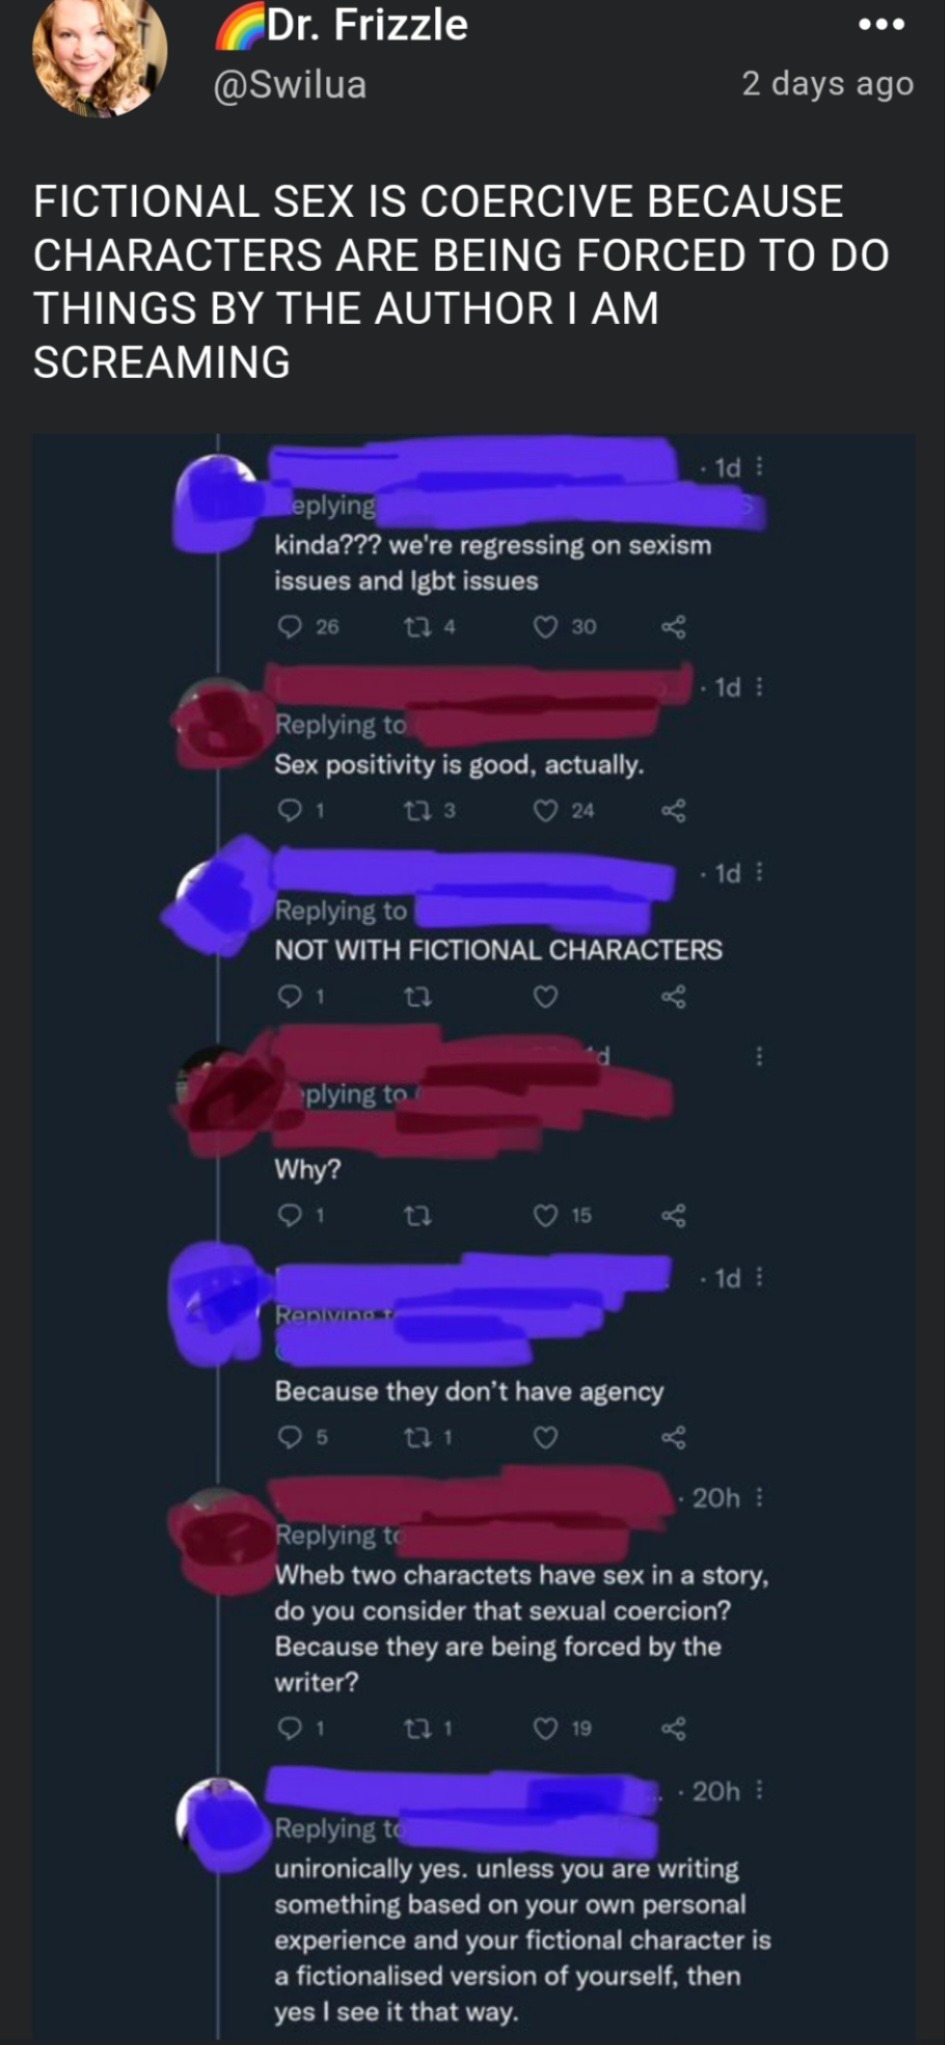 🌈Dr. Frizzle
@Swilua
2 days ago
FICTIONAL SEX IS COERCIVE BECAUSE
CHARACTERS ARE BEING FORCED TO DO
THINGS BY THE AUTHOR I AM
SCREAMING
· 1d
eplying
kinda??? we're regressing on sexism
issues and lgbt issues
26 4 30
· 1d
Replying to
Sex positivity is good, actually.
1 3 24
· 1d
Replying to
NOT WITH FICTIONAL CHARACTERS
1
d
eplying to
Why?
1 15
· 1d
Replying t
Because they don't have agency
5 1
· 20h
Replying to
Wheb two charactets have sex in a story,
do you consider that sexual coercion?
Because they are being forced by the
writer?
1 1 19
... · 20h
Replying to
unironically yes. unless you are writing
something based on your own personal
experience and your fictional character is
a fictionalised version of yourself, then
yes I see it that way.